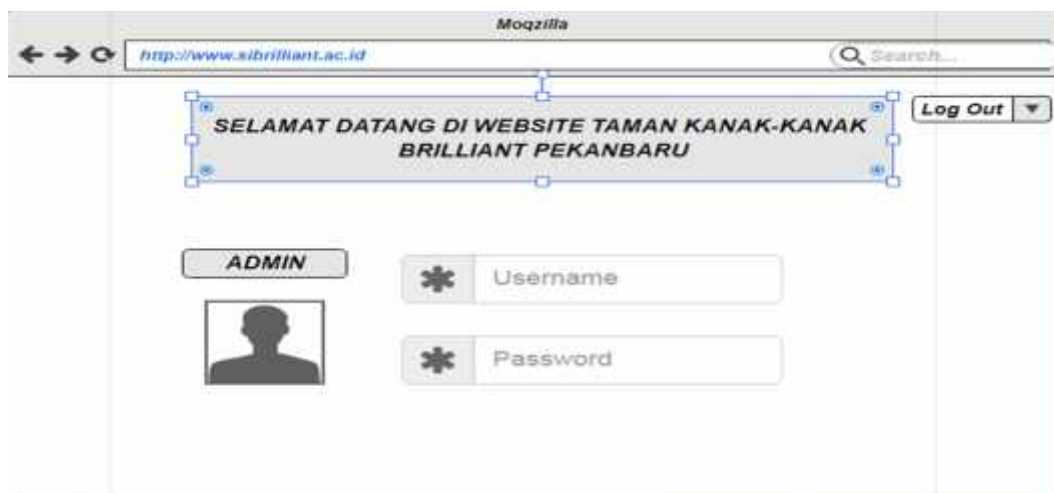 Moqzilla
http://www.sibrilliant.ac.id
Search...
Log Out
SELAMAT DATANG DI WEBSITE TAMAN KANAK-KANAK
BRILLIANT PEKANBARU
ADMIN
Username
Password